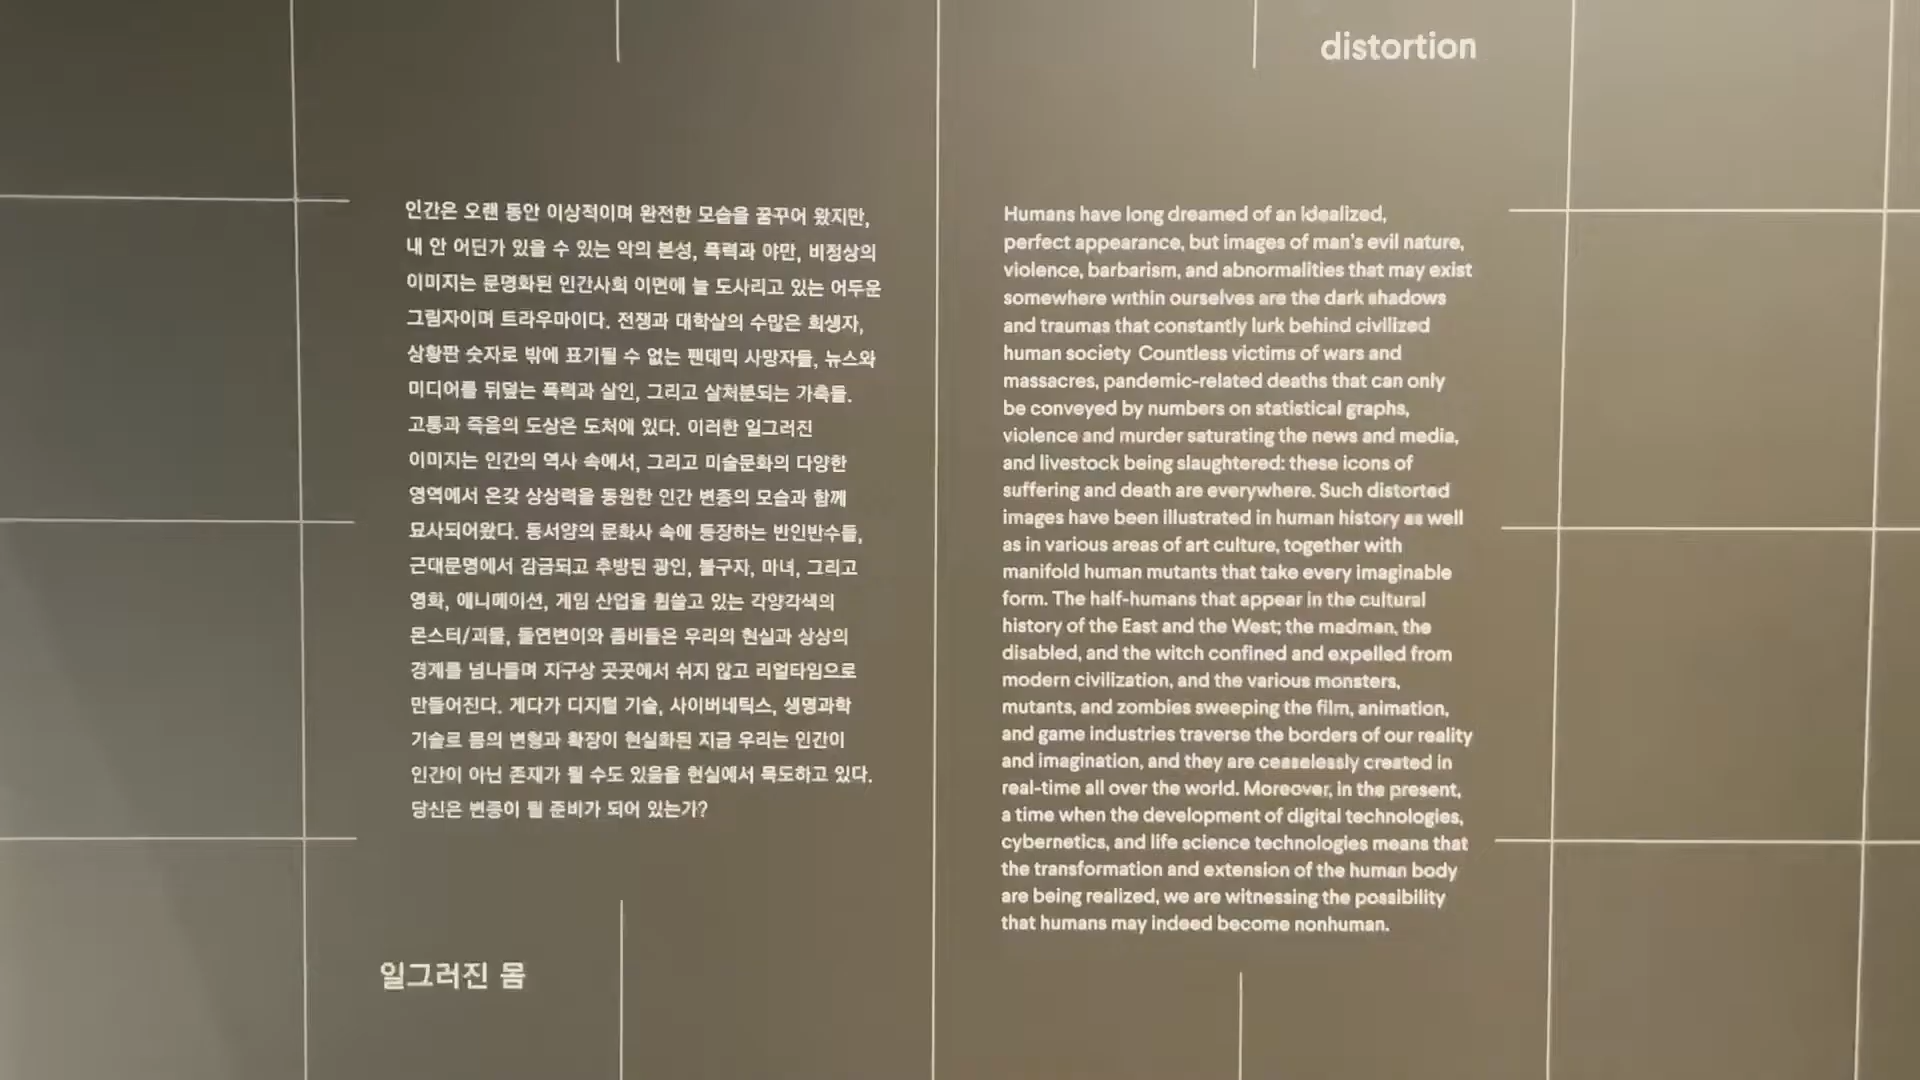 distortion
인간은 오랜 동안 이상적이며 완전한 모습을 꿈꾸어 왔지만,
내 안 어딘가 있을 수 있는 악의 본성, 폭력과 야만, 비정상의
이미지는 문명화된 인간사회 이면에 늘 도사리고 있는 어두운
그림자이며 트라우마이다. 전쟁과 대학살의 수많은 희생자,
상황판 숫자로 밖에 표기될 수 없는 팬데믹 사망자들, 뉴스와
미디어를 뒤덮는 폭력과 살인, 그리고 살처분되는 가축들.
고통과 죽음의 도상은 도처에 있다. 이러한 일그러진
이미지는 인간의 역사 속에서, 그리고 미술문화의 다양한
영역에서 온갖 상상력을 동원한 인간 변종의 모습과 함께
묘사되어왔다. 동서양의 문화사 속에 등장하는 반인반수들,
근대문명에서 감금되고 추방된 광인, 불구자, 마녀, 그리고
영화, 애니메이션, 게임 산업을 휩쓸고 있는 각양각색의
몬스터/괴물, 돌연변이와 좀비들은 우리의 현실과 상상의
경계를 넘나들며 지구상 곳곳에서 쉬지 않고 리얼타임으로
만들어진다. 게다가 디지털 기술, 사이버네틱스, 생명과학
기술로 몸의 변형과 확장이 현실화된 지금 우리는 인간이
인간이 아닌 존재가 될 수도 있음을 현실에서 목도하고 있다.
당신은 변종이 될 준비가 되어 있는가?
일그러진 몸
Humans have long dreamed of an idealized,
perfect appearance, but images of man's evil nature,
violence, barbarism, and abnormalities that may exist
somewhere within ourselves are the dark shadows
and traumas that constantly lurk behind civilized
human society Countless victims of wars and
massacres, pandemic-related deaths that can only
be conveyed by numbers on statistical graphs,
violence and murder saturating the news and media,
and livestock being slaughtered: these icons of
suffering and death are everywhere. Such distorted
images have been illustrated in human history as well
as in various areas of art culture, together with
manifold human mutants that take every imaginable
form. The half-humans that appear in the cultural
history of the East and the West; the madman, the
disabled, and the witch confined and expelled from
modern civilization, and the various monsters,
mutants, and zombies sweeping the film, animation,
and game industries traverse the borders of our reality
and imagination, and they are ceaselessly created in
real-time all over the world. Moreover, in the present,
a time when the development of digital technologies,
cybernetics, and life science technologies means that
the transformation and extension of the human body
are being realized, we are witnessing the possibility
that humans may indeed become nonhuman.